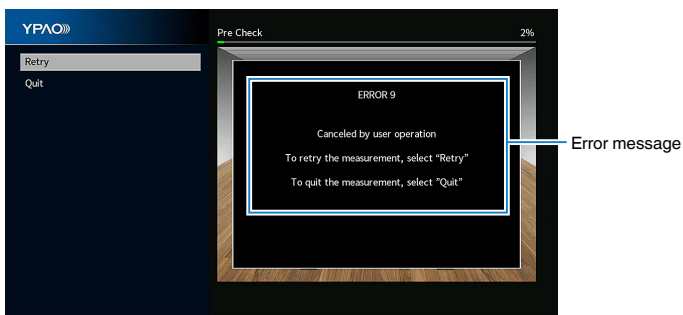 YPAO
Pre Check
2%
Retry
Quit
ERROR 9
Canceled by user operation
To retry the measurement, select “Retry”
To quit the measurement, select ”Quit”
Error message